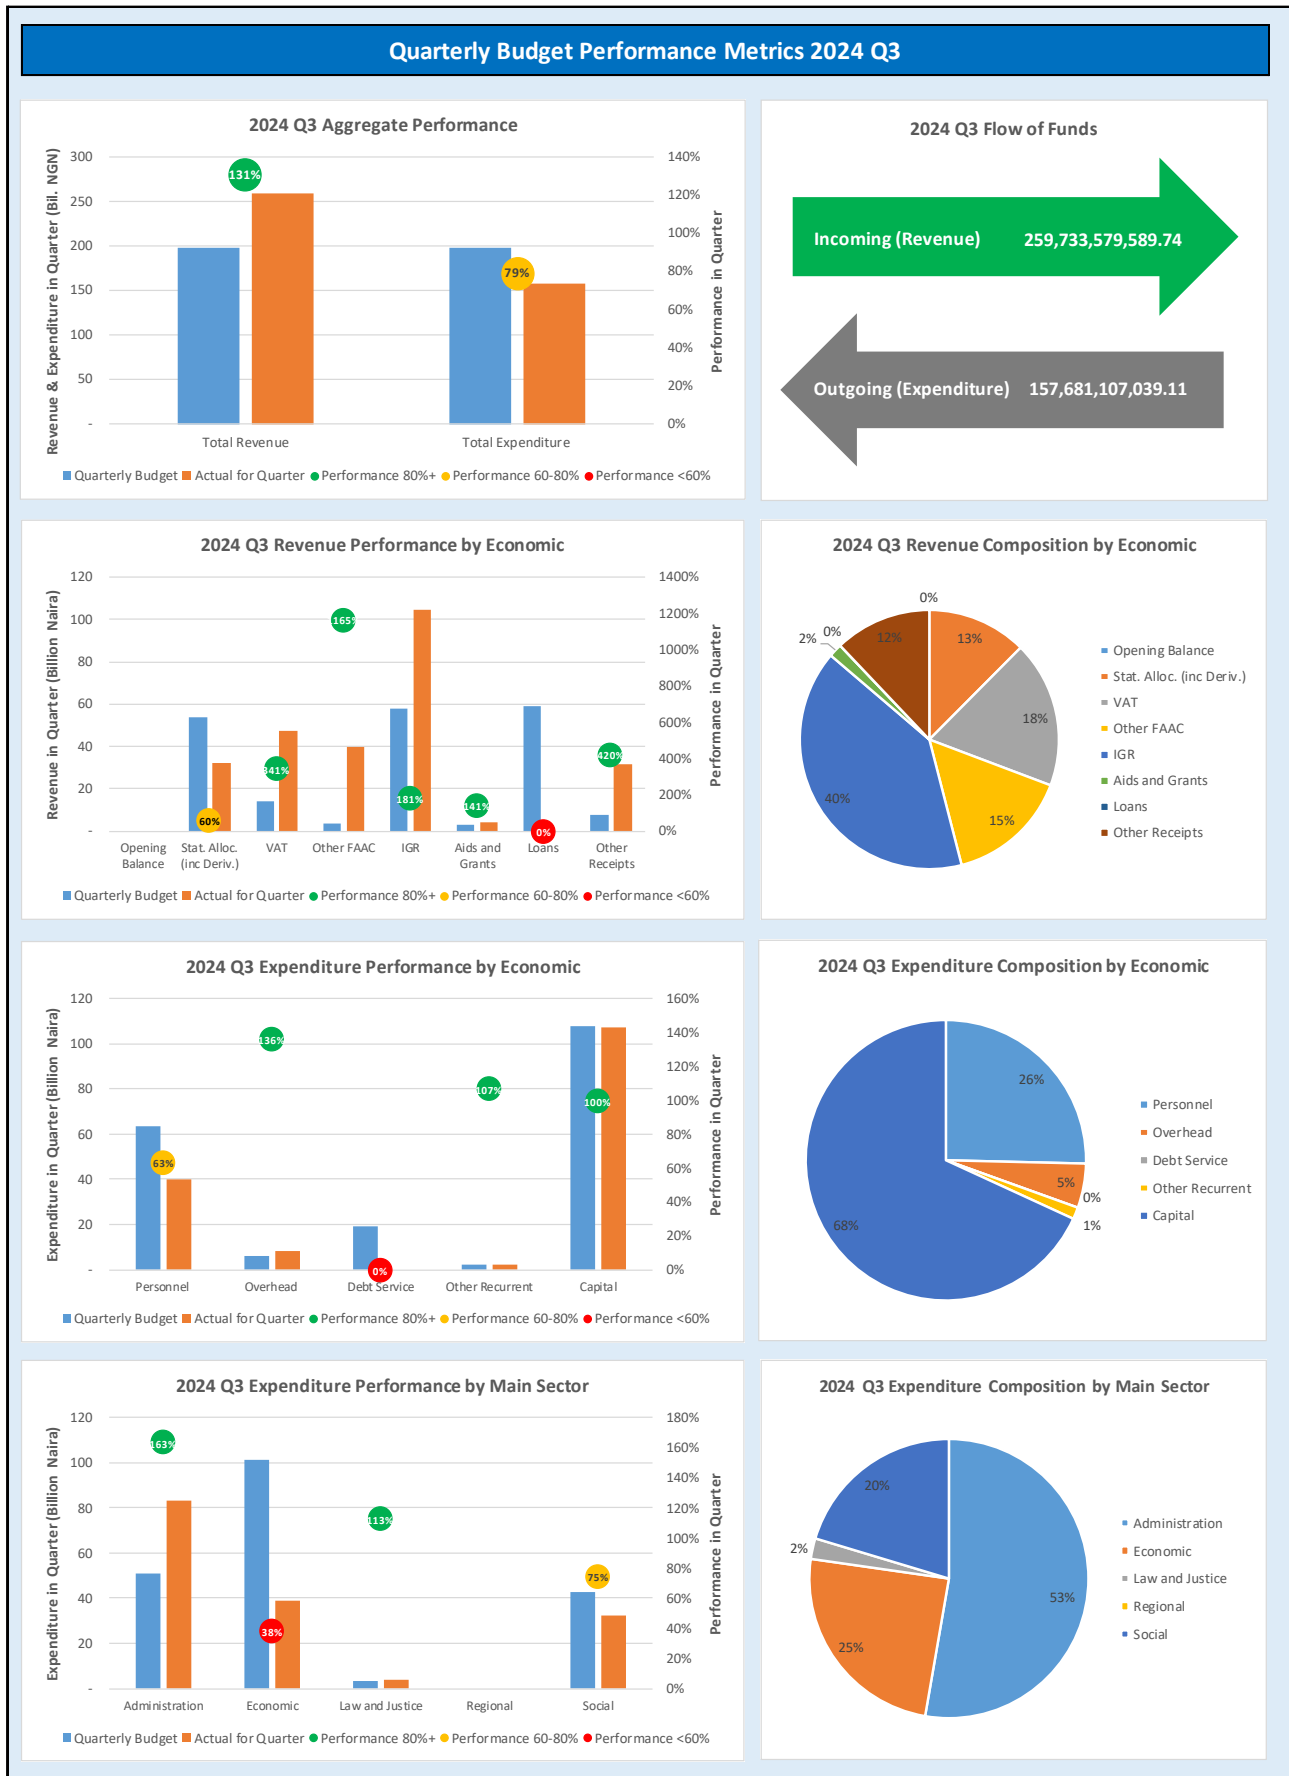 Quarterly Budget Performance Metrics 2024 Q3
2024 Q3 Aggregate Performance
Revenue & Expenditure in Quarter (Bil. NGN)
300
250
200
150
100
50
-
131%
79%
140%
120%
100%
80%
60%
40%
20%
0%
Performance in Quarter
Total Revenue
Total Expenditure
Quarterly Budget Actual for Quarter Performance 80%+ Performance 60-80% Performance <60%
2024 Q3 Flow of Funds
Incoming (Revenue) 259,733,579,589.74
Outgoing (Expenditure) 157,681,107,039.11
2024 Q3 Revenue Performance by Economic
Revenue in Quarter (Billion Naira)
120
100
80
60
40
20
-
60%
341%
1165%
181%
141%
0%
420%
1400%
1200%
1000%
800%
600%
400%
200%
0%
Performance in Quarter
Opening
Balance
Stat. Alloc.
(inc Deriv.)
VAT
Other FAAC
IGR
Aids and
Grants
Loans
Other
Receipts
Quarterly Budget Actual for Quarter Performance 80%+ Performance 60-80% Performance <60%
2024 Q3 Revenue Composition by Economic
0%
13%
18%
15%
40%
2%
0%
12%
Opening Balance
Stat. Alloc. (inc Deriv.)
VAT
Other FAAC
IGR
Aids and Grants
Loans
Other Receipts
2024 Q3 Expenditure Performance by Economic
Expenditure in Quarter (Billion Naira)
120
100
80
60
40
20
-
63%
136%
0%
107%
100%
160%
140%
120%
100%
80%
60%
40%
20%
0%
Performance in Quarter
Personnel
Overhead
Debt Service
Other Recurrent
Capital
Quarterly Budget Actual for Quarter Performance 80%+ Performance 60-80% Performance <60%
2024 Q3 Expenditure Composition by Economic
26%
5%
0%
1%
68%
Personnel
Overhead
Debt Service
Other Recurrent
Capital
2024 Q3 Expenditure Performance by Main Sector
Expenditure in Quarter (Billion Naira)
120
100
80
60
40
20
-
163%
38%
113%
75%
180%
160%
140%
120%
100%
80%
60%
40%
20%
0%
Performance in Quarter
Administration
Economic
Law and Justice
Regional
Social
Quarterly Budget Actual for Quarter Performance 80%+ Performance 60-80% Performance <60%
2024 Q3 Expenditure Composition by Main Sector
53%
25%
2%
20%
Administration
Economic
Law and Justice
Regional
Social